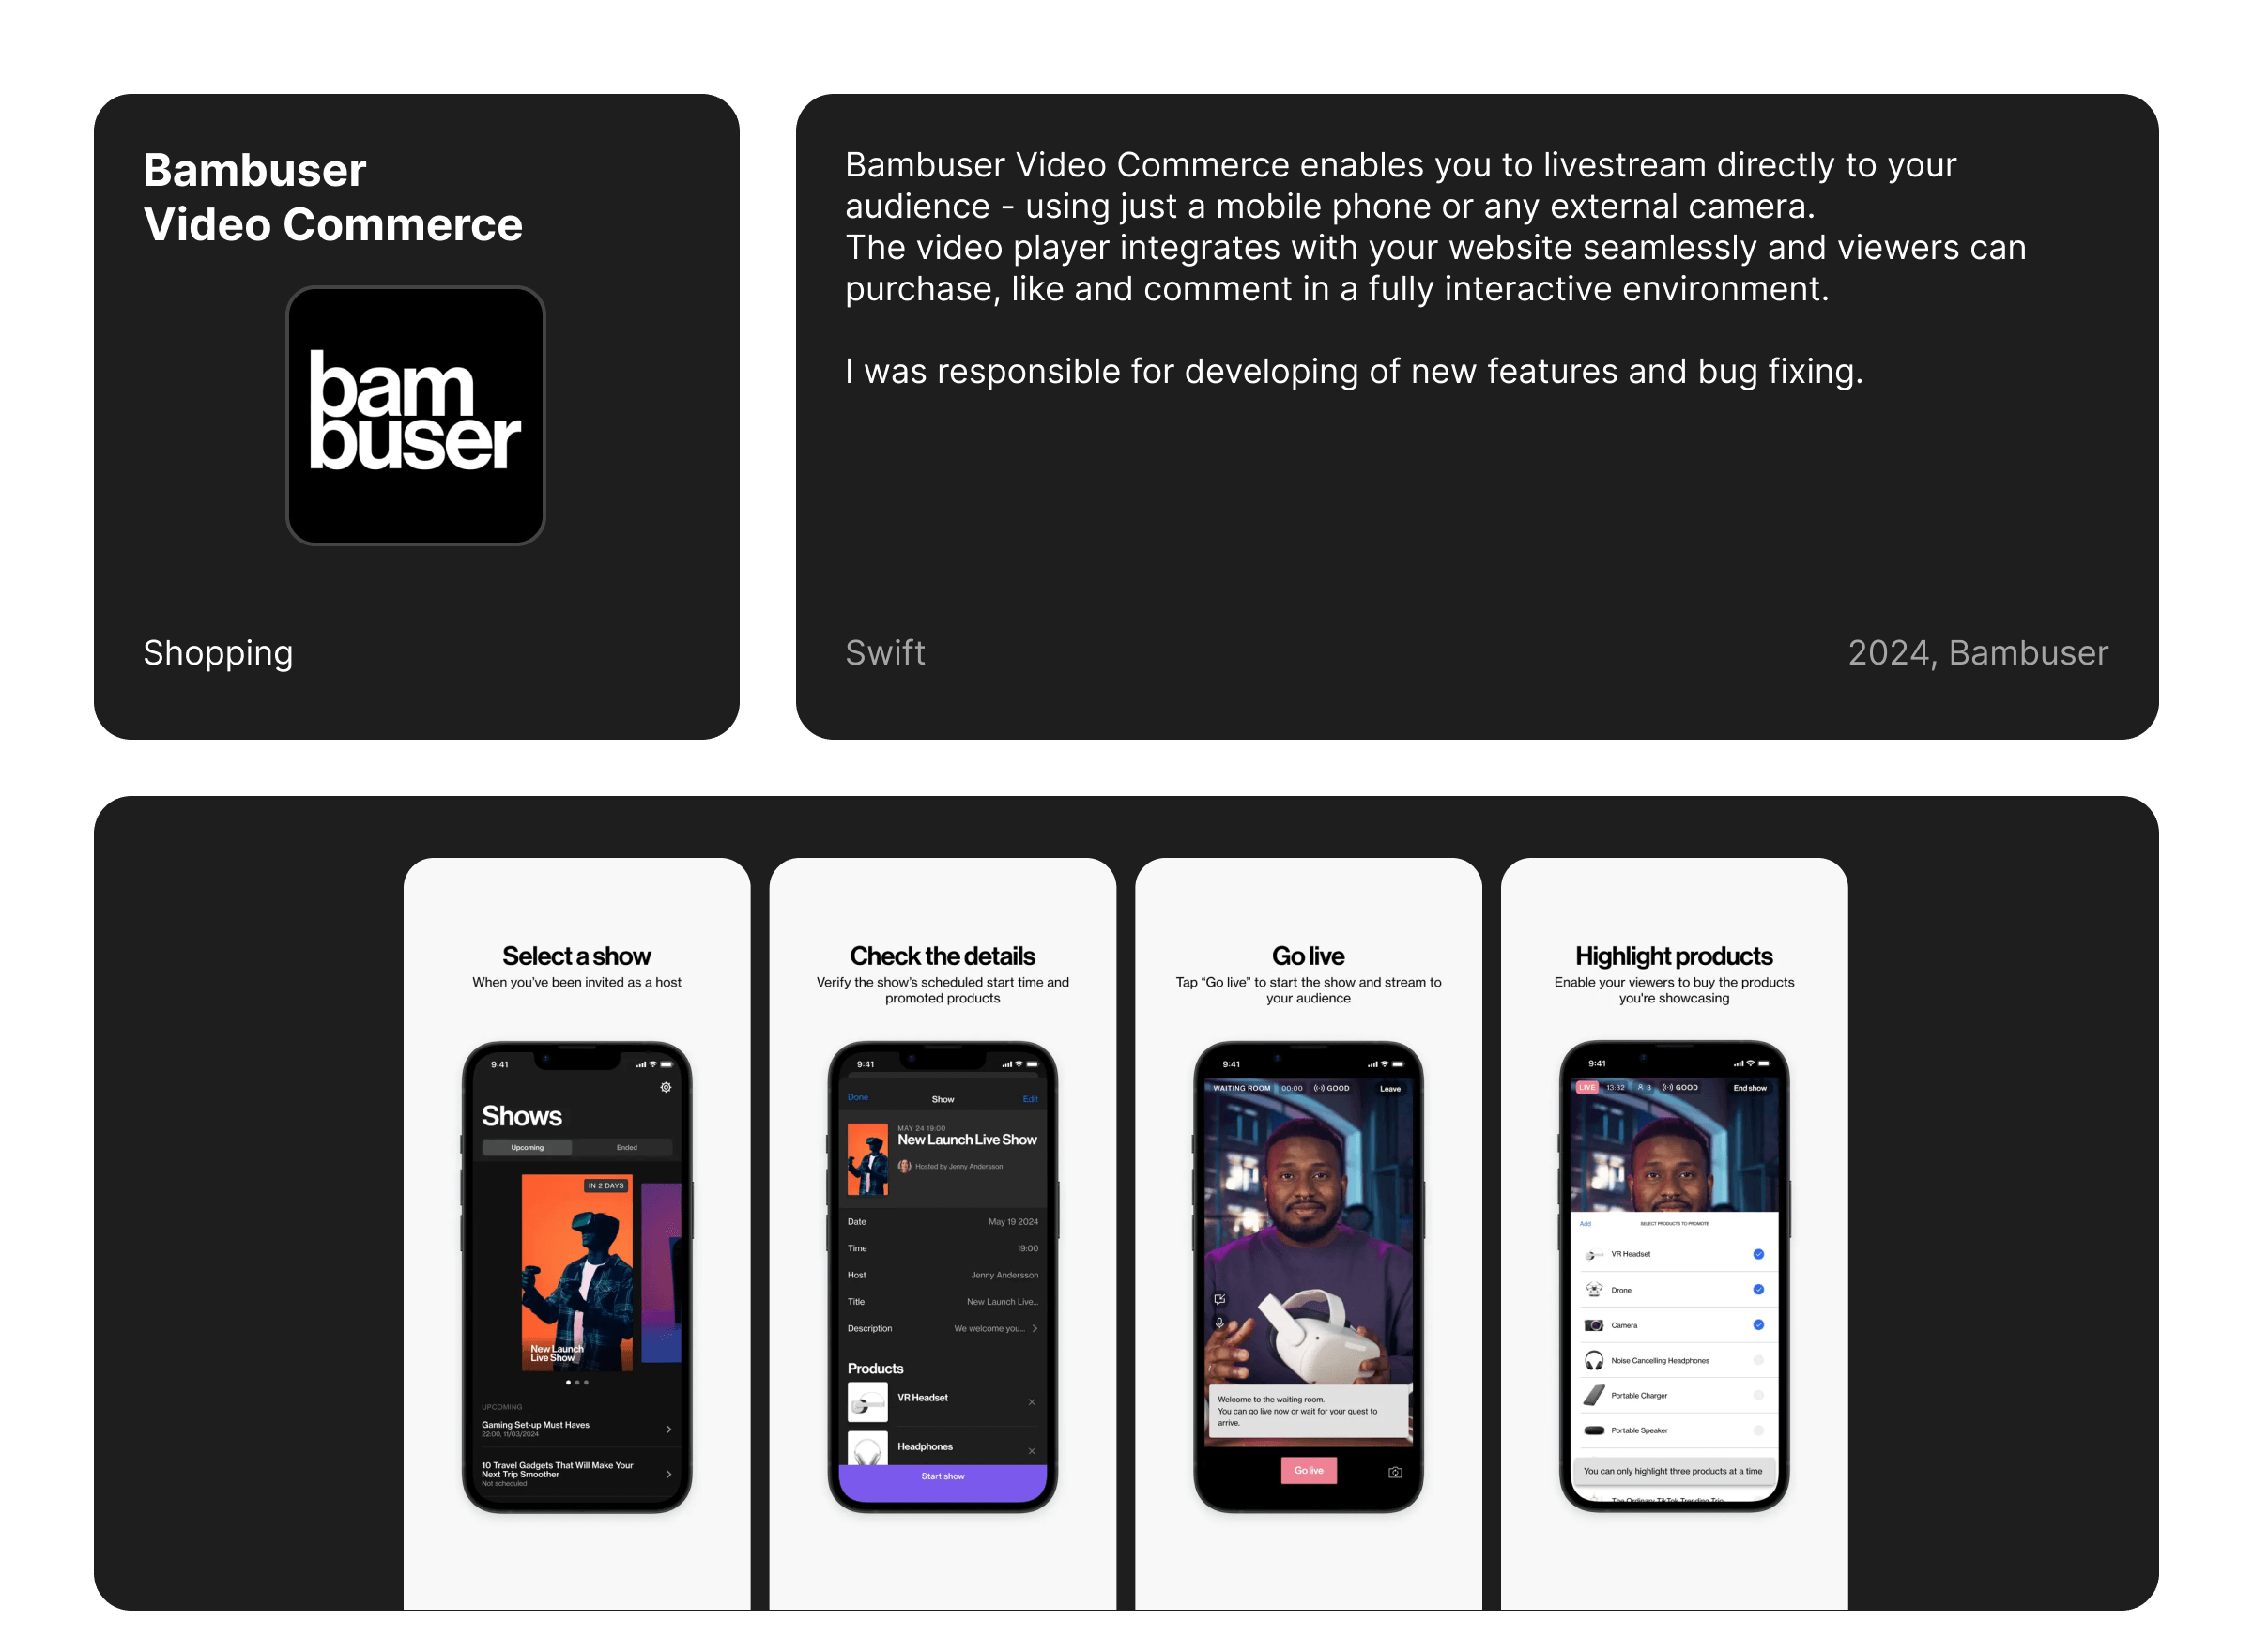 Bambuser
Video Commerce
bam
buser
Shopping
Bambuser Video Commerce enables you to livestream directly to your
audience - using just a mobile phone or any external camera.
The video player integrates with your website seamlessly and viewers can
purchase, like and comment in a fully interactive environment.
I was responsible for developing of new features and bug fixing.
Swift
2024, Bambuser
Select a show
When you've been invited as a host
9:41
Shows
Upcoming
Ended
IN 2 DAYS
New Launch
Live Show
UPCOMING
Gaming Set-up Must Haves
22:00, 11/03/2024
10 Travel Gadgets That Will Make Your
Next Trip Smoother
Not scheduled
Check the details
Verify the show's scheduled start time and
promoted products
9:41
Done
Show
Edit
MAY 24 19:00
New Launch Live Show
Hosted by Jenny Andersson
Date
May 19 2024
Time
19:00
Host
Jenny Andersson
Title
New Launch Live...
Description
We welcome you...
Products
VR Headset
Headphones
Start show
Go live
Tap “Go live” to start the show and stream to
your audience
9:41
WAITING ROOM
00:00
GOOD
Leave
Welcome to the waiting room.
You can go live now or wait for your guest to
arrive.
Go live
Highlight products
Enable your viewers to buy the products
you're showcasing
9:41
LIVE
13:32
3
GOOD
End show
Add
SELECT PRODUCTS TO PROMOTE
VR Headset
Drone
Camera
Noise Cancelling Headphones
Portable Charger
Portable Speaker
You can only highlight three products at a time
The Ordinary TikTok Trending Trio